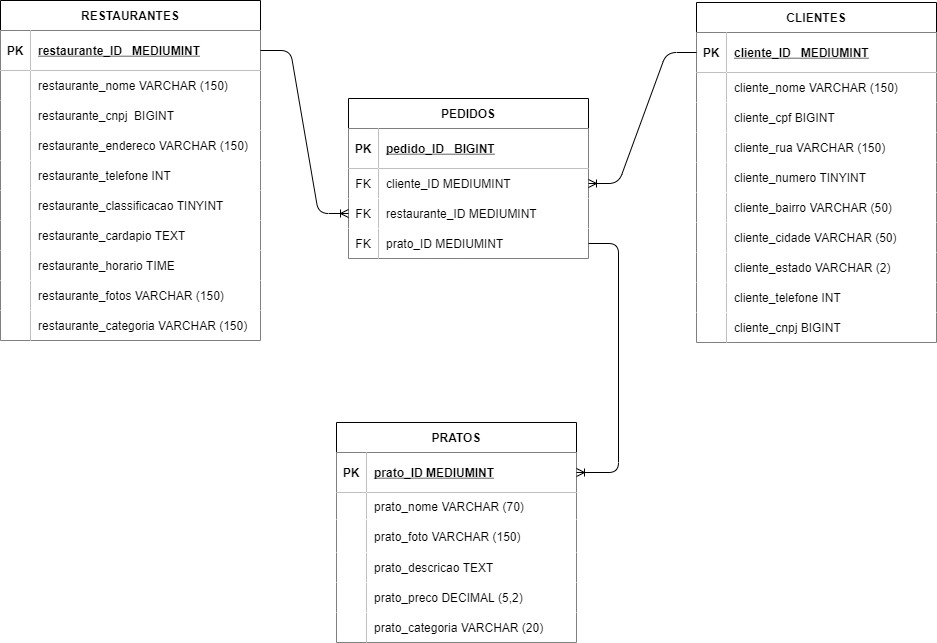 RESTAURANTES
PK restaurante_ID MEDIUMINT
restaurante_nome VARCHAR (150)
restaurante_cnpj BIGINT
restaurante_endereco VARCHAR (150)
restaurante_telefone INT
restaurante_classificacao TINYINT
restaurante_cardapio TEXT
restaurante_horario TIME
restaurante_fotos VARCHAR (150)
restaurante_categoria VARCHAR (150)
PEDIDOS
PK pedido_ID BIGINT
FK cliente_ID MEDIUMINT
FK restaurante_ID MEDIUMINT
FK prato_ID MEDIUMINT
CLIENTES
PK cliente_ID MEDIUMINT
cliente_nome VARCHAR (150)
cliente_cpf BIGINT
cliente_rua VARCHAR (150)
cliente_numero TINYINT
cliente_bairro VARCHAR (50)
cliente_cidade VARCHAR (50)
cliente_estado VARCHAR (2)
cliente_telefone INT
cliente_cnpj BIGINT
PRATOS
PK prato_ID MEDIUMINT
prato_nome VARCHAR (70)
prato_foto VARCHAR (150)
prato_descricao TEXT
prato_preco DECIMAL (5,2)
prato_categoria VARCHAR (20)